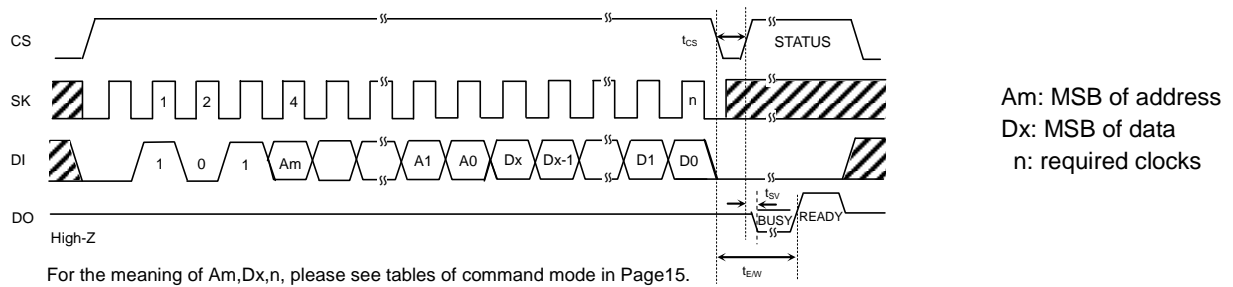 CS
tCS
STATUS
SK
1 2 4 n
DI
1 0 1 Am A1 A0 Dx Dx-1 D1 D0
tSV
DO
BUSY READY
High-Z
tE/W
For the meaning of Am,Dx,n, please see tables of command mode in Page15.
Am: MSB of address
Dx: MSB of data
n: required clocks